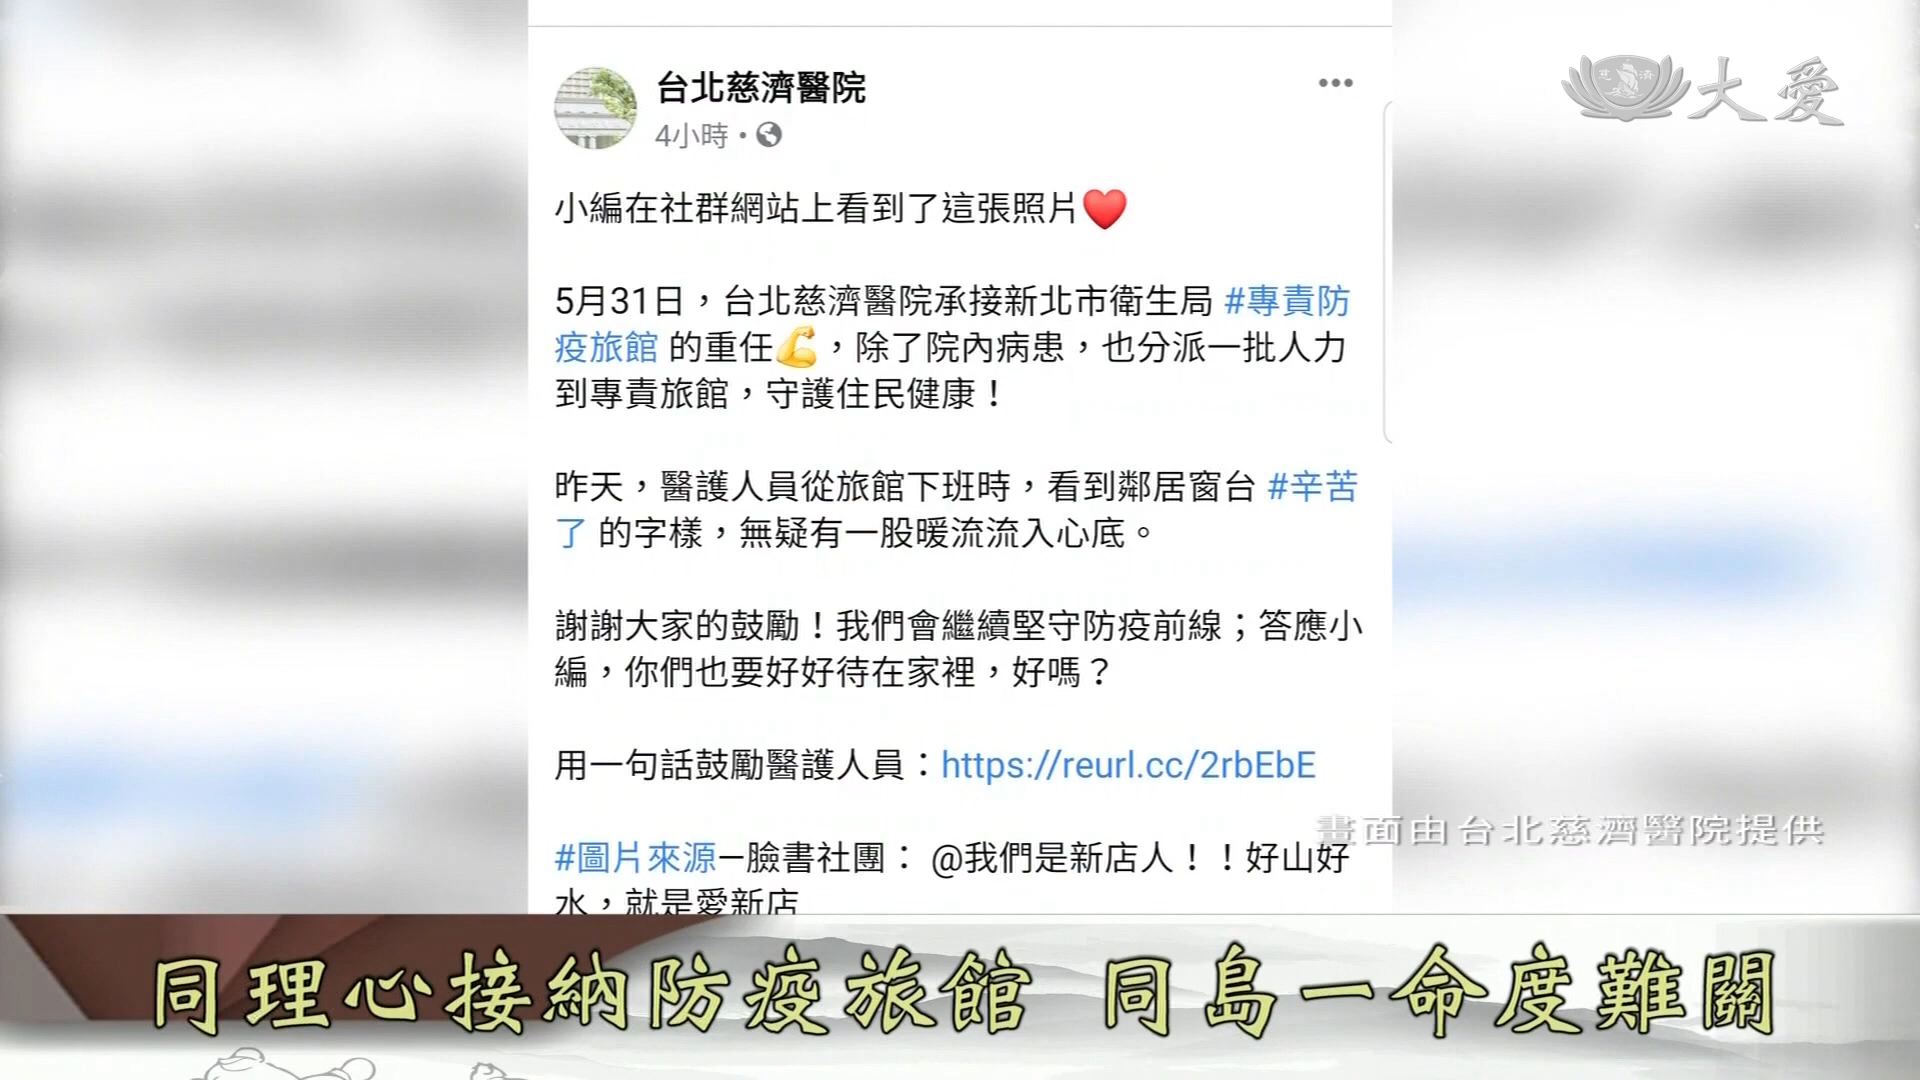 大愛
台北慈濟醫院
4小時·
小編在社群網站上看到了這張照片❤️
5月31日，台北慈濟醫院承接新北市衛生局 #專責防
疫旅館 的重任💪，除了院內病患，也分派一批人力
到專責旅館，守護住民健康！
昨天，醫護人員從旅館下班時，看到鄰居窗台 #辛苦
了 的字樣，無疑有一股暖流流入心底。
謝謝大家的鼓勵！我們會繼續堅守防疫前線；答應小
編，你們也要好好待在家裡，好嗎？
用一句話鼓勵醫護人員：https://reurl.cc/2rbEbE
畫面由台北慈濟醫院提供
#圖片來源—臉書社團： @我們是新店人！！好山好
水，就是愛新店
同理心接納防疫旅館 同島一命度難關